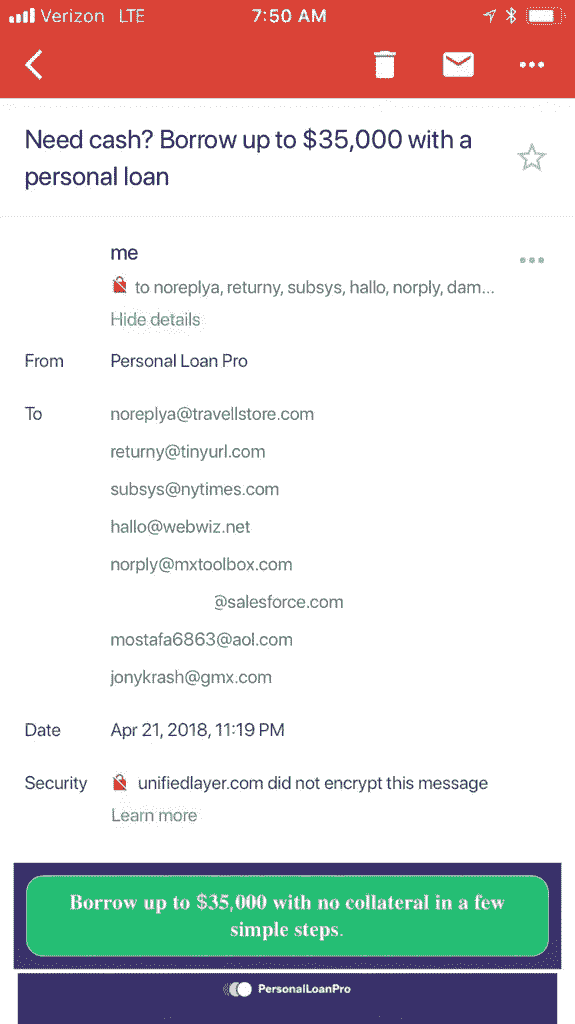 Verizon LTE 7:50 AM
Need cash? Borrow up to $35,000 with a
personal loan
me
to noreplya, returny, subsys, hallo, norply, dam...
Hide details
From Personal Loan Pro
To noreplya@travellstore.com
returny@tinyurl.com
subsys@nytimes.com
hallo@webwiz.net
norply@mxtoolbox.com
@salesforce.com
mostafa6863@aol.com
jonykrash@gmx.com
Date Apr 21, 2018, 11:19 PM
Security unifiedlayer.com did not encrypt this message
Learn more
Borrow up to $35,000 with no collateral in a few
simple steps.
PersonalLoanPro